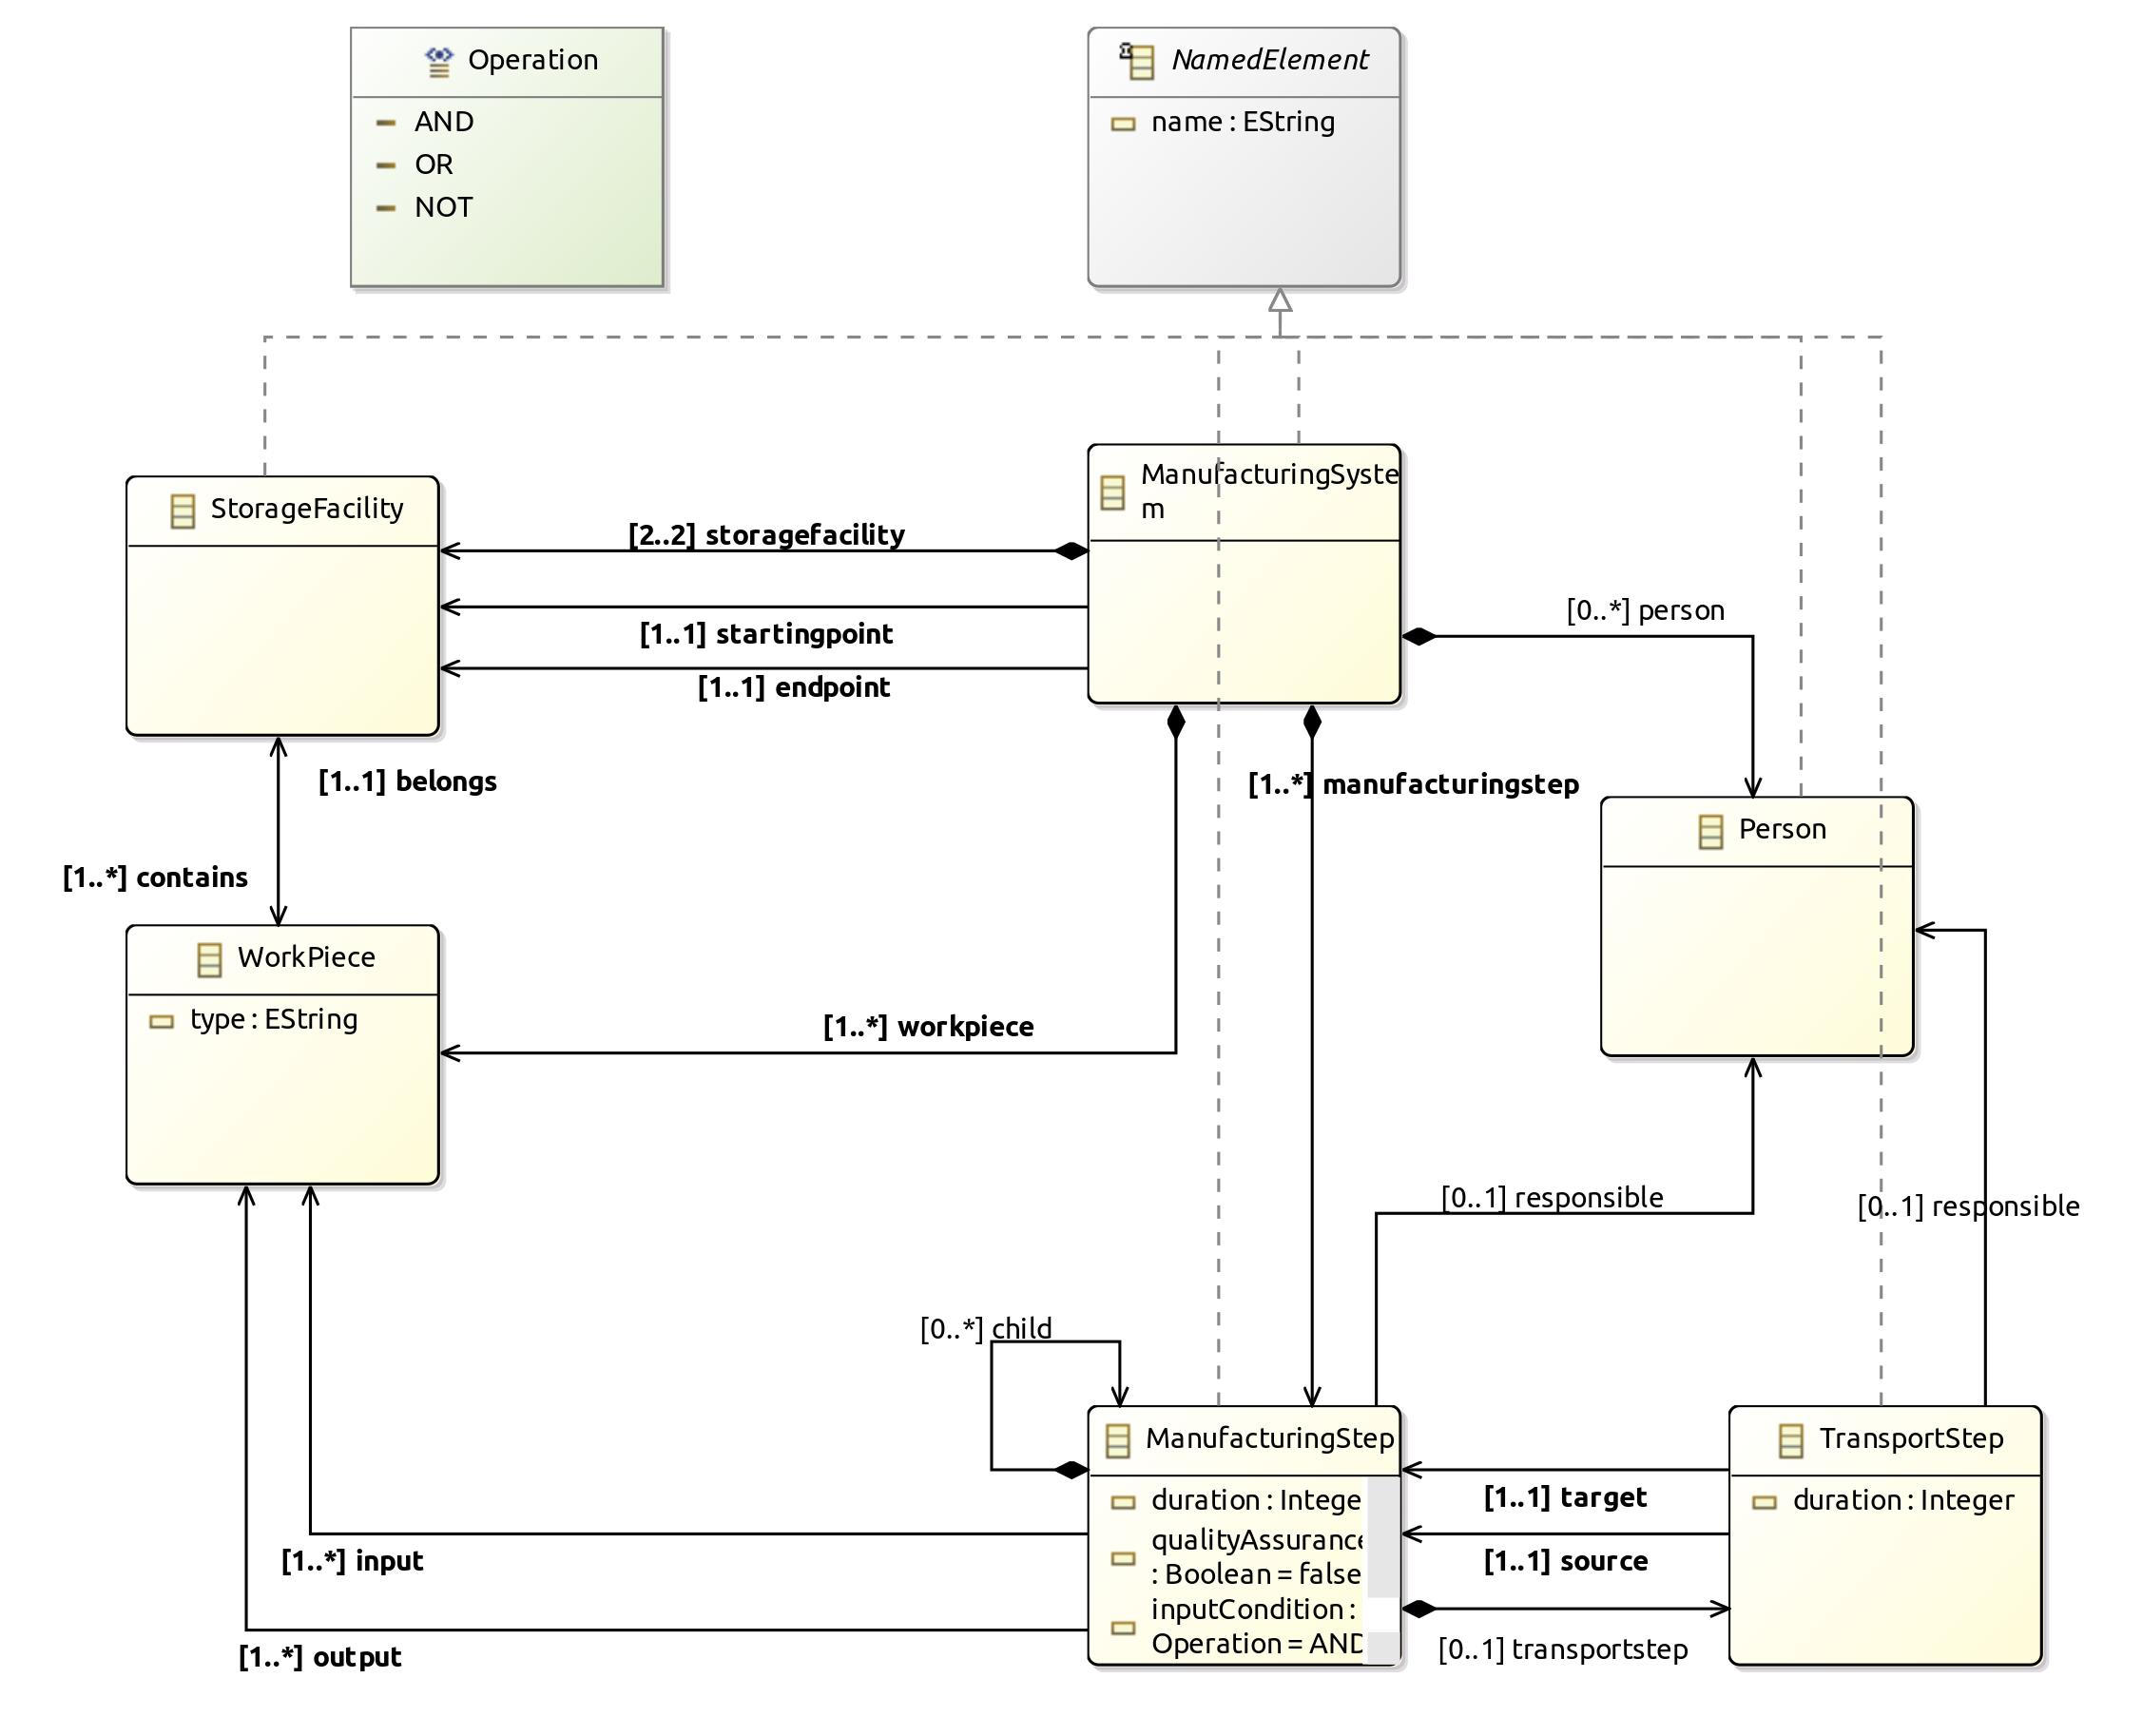 Operation
AND
OR
NOT
NamedElement
name : EString
StorageFacility
ManufacturingSyste
m
[2..2] storagefacility
[1..1] startingpoint
[1..1] endpoint
[0..*] person
[1..1] belongs
[1..*] manufacturingstep
[1..*] contains
Person
WorkPiece
type : EString
[1..*] workpiece
[0..1] responsible
[0..1] responsible
[0..*] child
ManufacturingStep
duration : Intege
qualityAssurance
: Boolean = false
inputCondition :
Operation = AND
TransportStep
duration : Integer
[1..1] target
[1..1] source
[0..1] transportstep
[1..*] input
[1..*] output